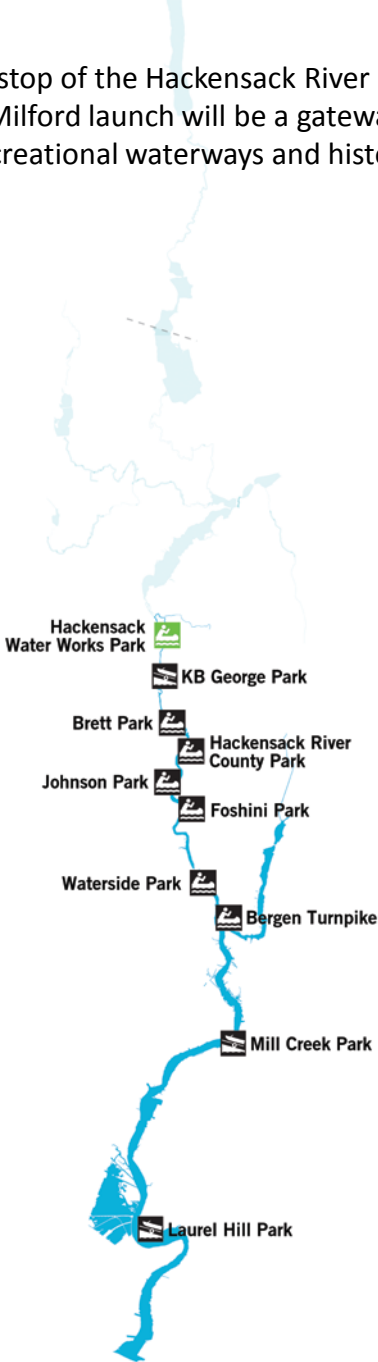 stop of the Hackensack River
Milford launch will be a gatewa
creational waterways and histo
Hackensack
Water Works Park
KB George Park
Brett Park
Hackensack River
County Park
Johnson Park
Foshini Park
Waterside Park
Bergen Turnpike
Mill Creek Park
Laurel Hill Park